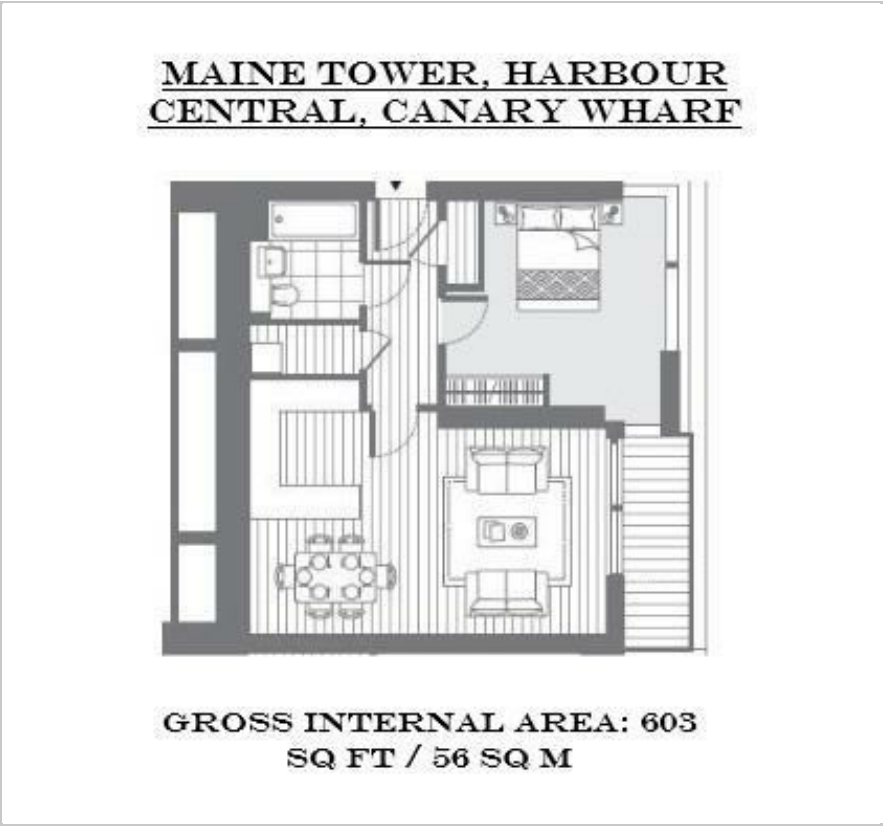 MAINE TOWER, HARBOUR
CENTRAL, CANARY WHARF
GROSS INTERNAL AREA: 603
SQ FT / 56 SQ M